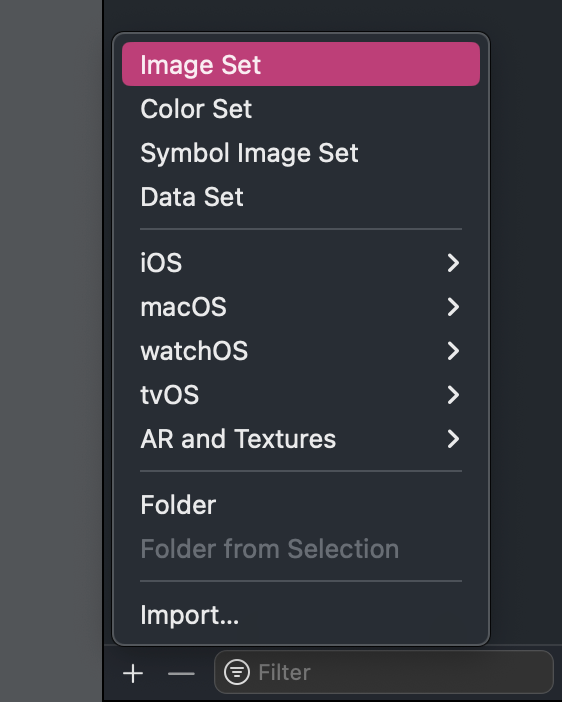 Image Set
Color Set
Symbol Image Set
Data Set
iOS
macOS
watchOS
tvOS
AR and Textures
Folder
Folder from Selection
Import...
Filter